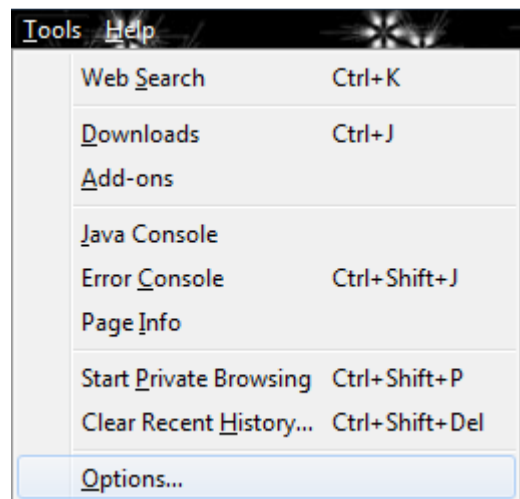 Tools Help
Web Search Ctrl+K
Downloads Ctrl+J
Add-ons
Java Console
Error Console Ctrl+Shift+J
Page Info
Start Private Browsing Ctrl+Shift+P
Clear Recent History... Ctrl+Shift+Del
Options...